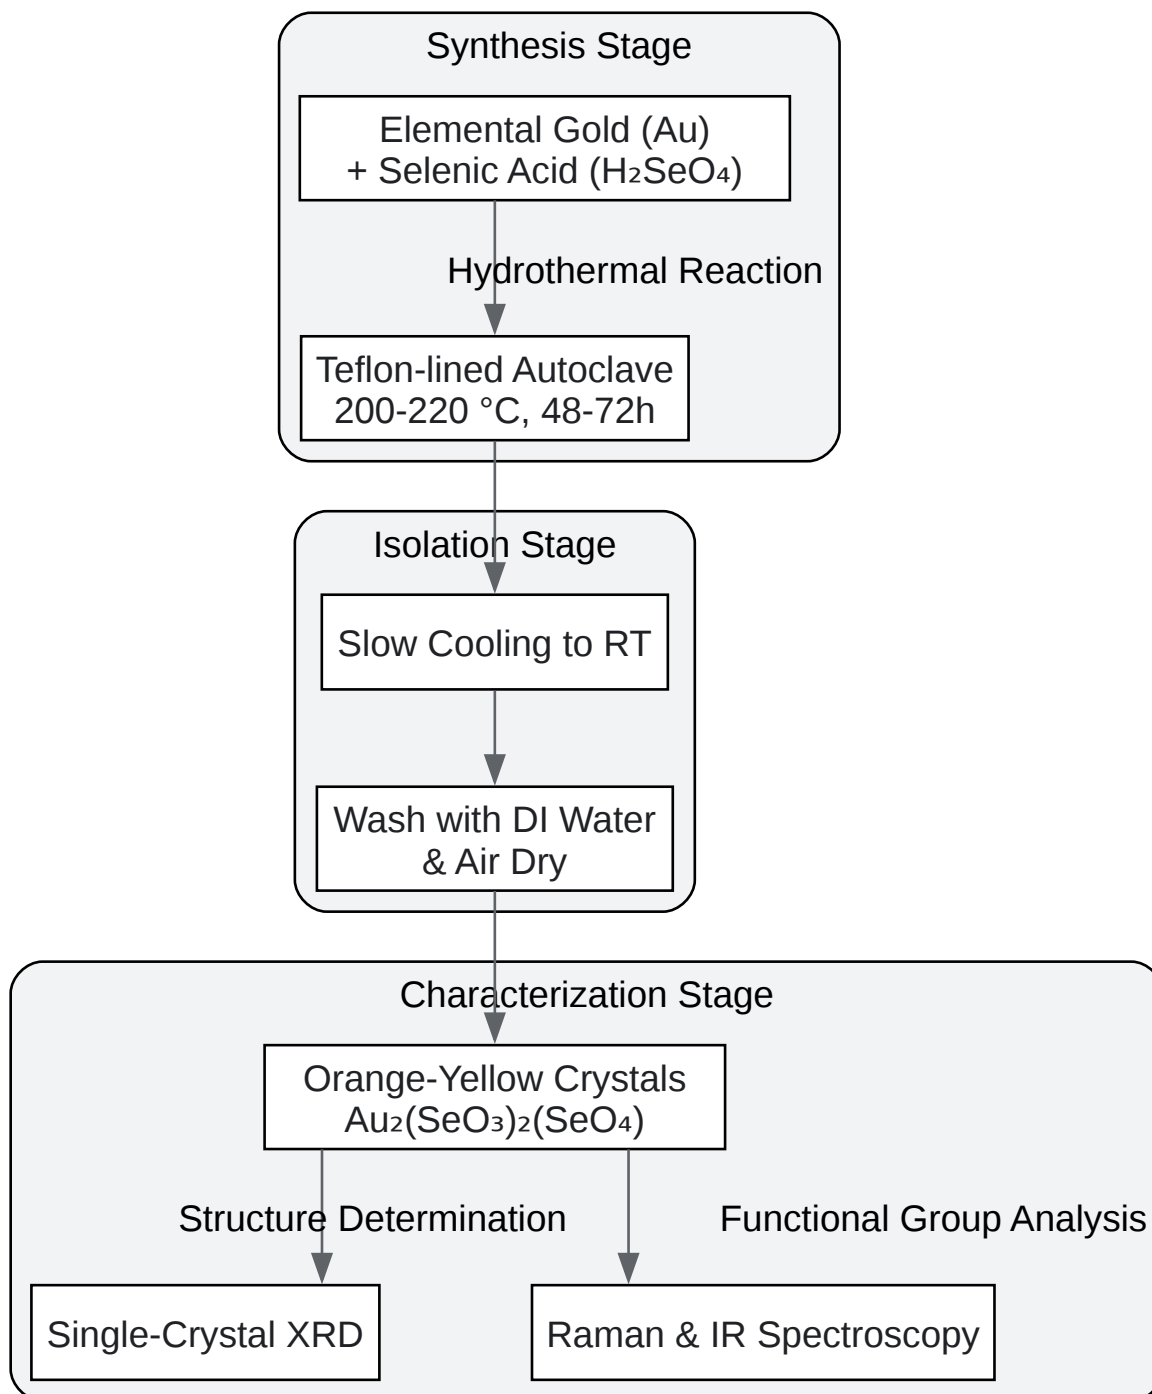 Synthesis Stage
Elemental Gold (Au)
+ Selenic Acid (H₂SeO₄)
Hydrothermal Reaction
Teflon-lined Autoclave
200-220 °C, 48-72h
Isolation Stage
Slow Cooling to RT
Wash with DI Water
& Air Dry
Characterization Stage
Orange-Yellow Crystals
Au₂(SeO₃)₂(SeO₄)
Structure Determination
Functional Group Analysis
Single-Crystal XRD
Raman & IR Spectroscopy